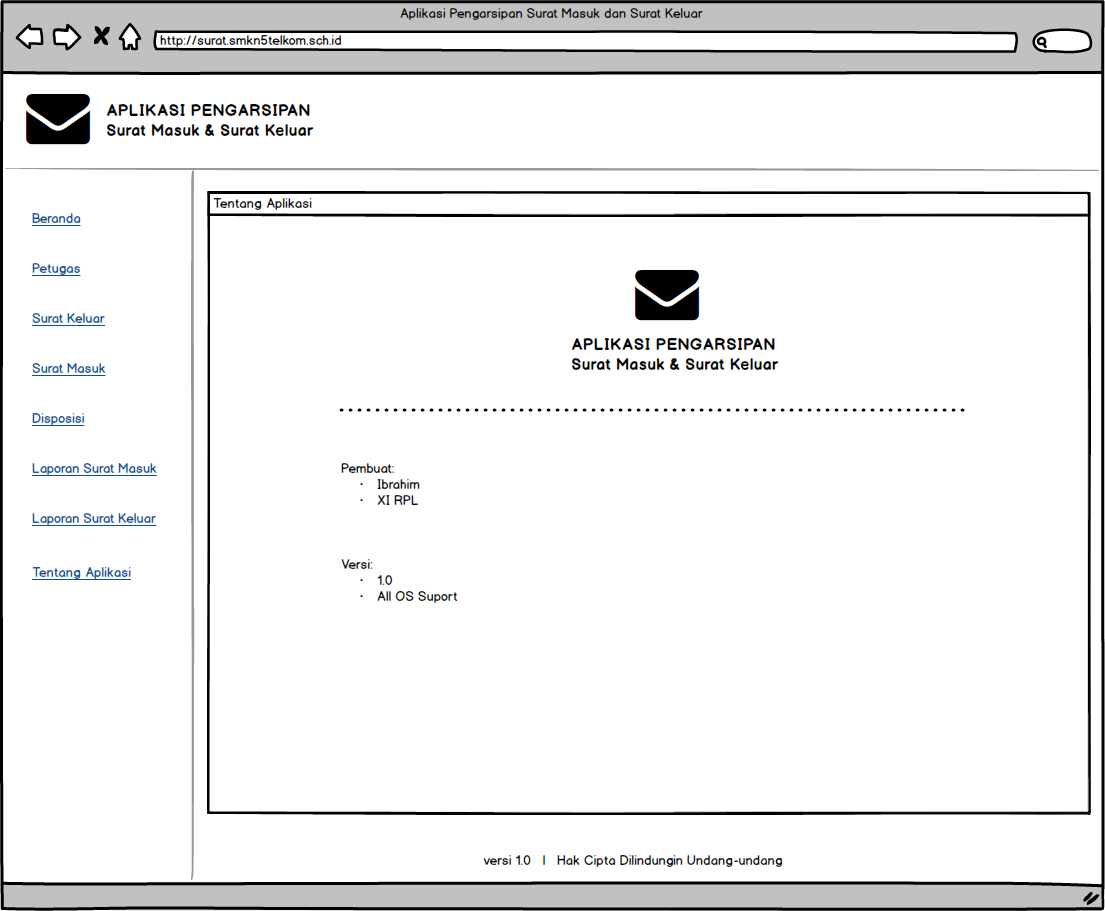 Aplikasi Pengarsipan Surat Masuk dan Surat Keluar
http://surat.smkn5telkom.sch.id
APLIKASI PENGARSIPAN
Surat Masuk & Surat Keluar
Beranda
Petugas
Surat Keluar
Surat Masuk
Disposisi
Laporan Surat Masuk
Laporan Surat Keluar
Tentang Aplikasi
Tentang Aplikasi
APLIKASI PENGARSIPAN
Surat Masuk & Surat Keluar
Pembuat:
· Ibrahim
· XI RPL
Versi:
· 1.0
· All OS Suport
versi 1.0 | Hak Cipta Dilindungin Undang-undang